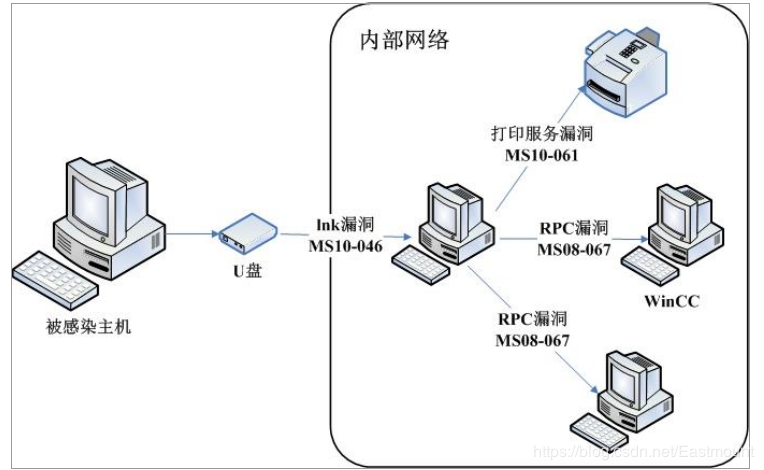 内部网络
打印服务漏洞
MS10-061
lnk漏洞
MS10-046
RPC漏洞
MS08-067
U盘
WinCC
被感染主机
RPC漏洞
MS08-067
https://blog.csdn.net/Eastmount